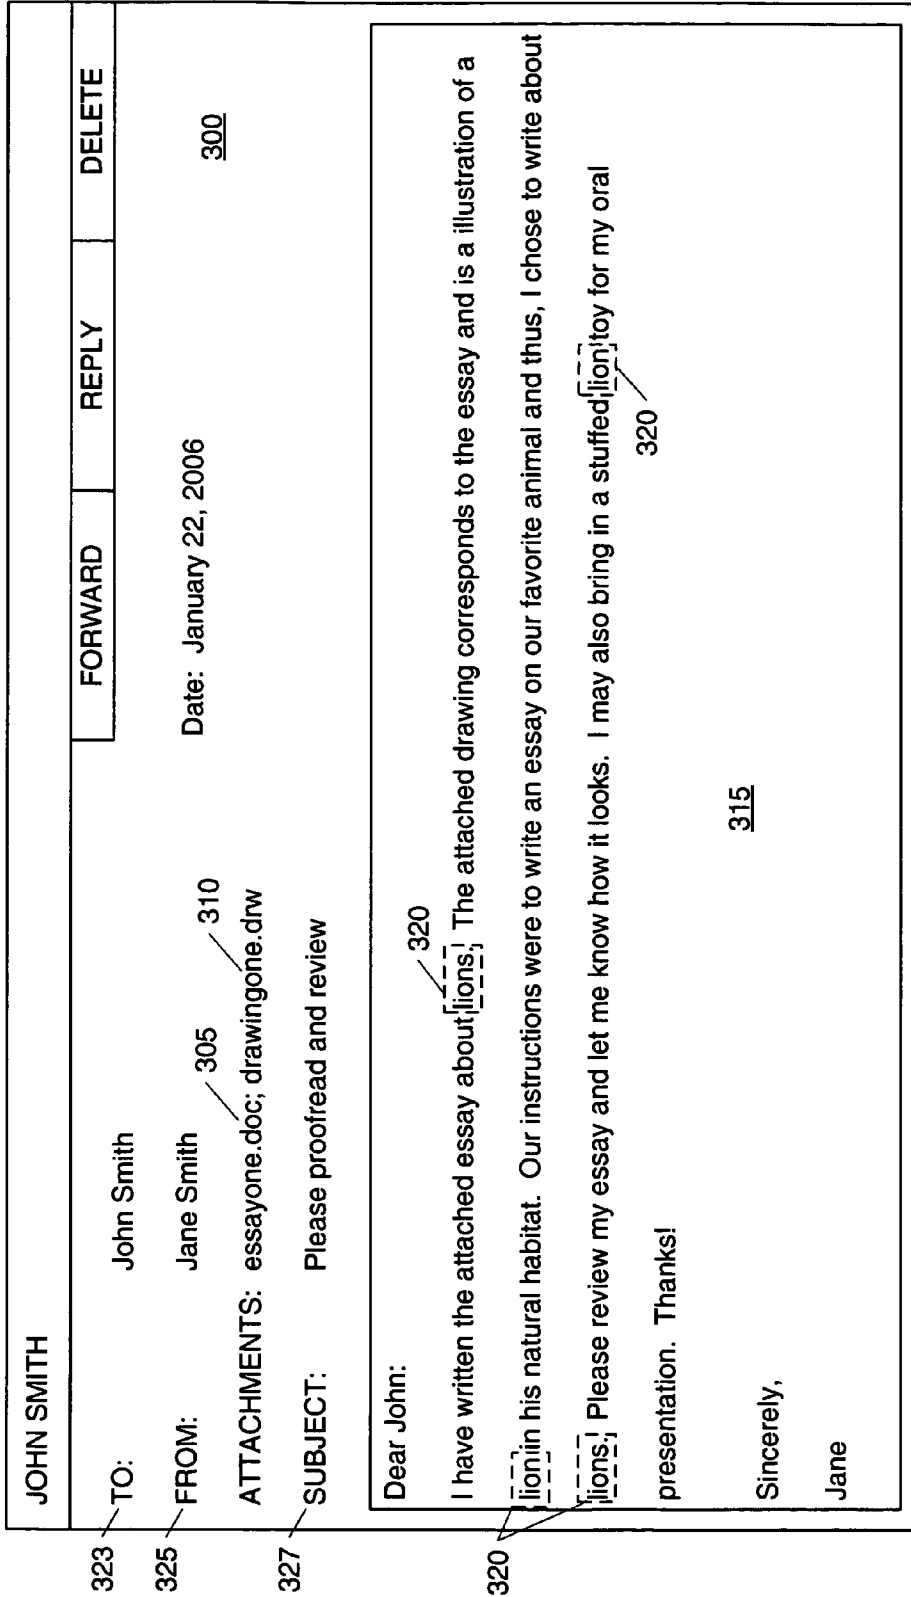 JOHN SMITH
FORWARD REPLY DELETE
323 TO: John Smith
300
325 FROM: Jane Smith Date: January 22, 2006
305 310
ATTACHMENTS: essayone.doc; drawingone.drw
327 SUBJECT: Please proofread and review
Dear John:
320
I have written the attached essay about lions. The attached drawing corresponds to the essay and is a illustration of a
320 lion in his natural habitat. Our instructions were to write an essay on our favorite animal and thus, I chose to write about
lions. Please review my essay and let me know how it looks. I may also bring in a stuffed lion toy for my oral
320
presentation. Thanks!
315
Sincerely,
Jane